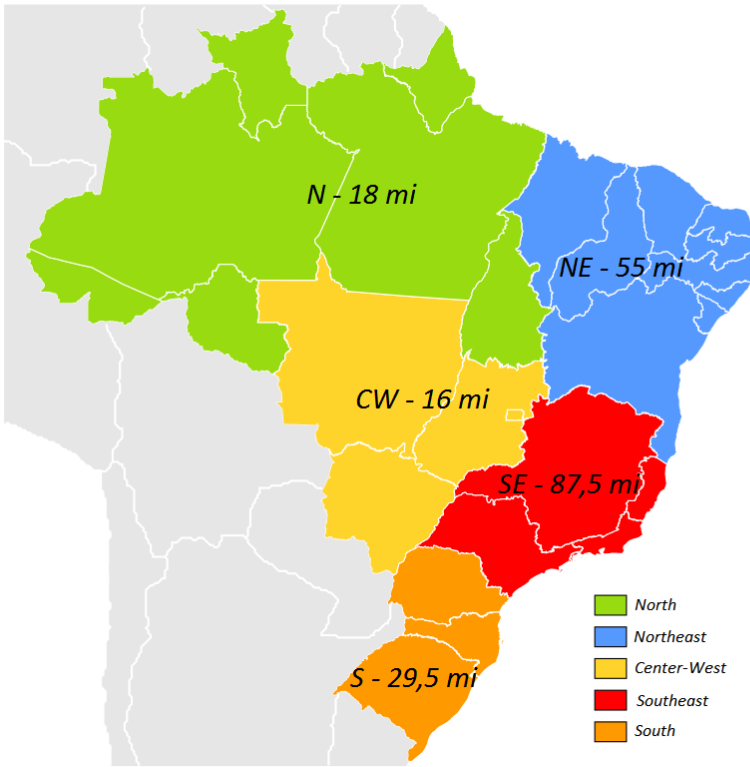 N - 18 mi
NE - 55 mi
CW - 16 mi
SE - 87,5 mi
S - 29,5 mi
North
Northeast
Center-West
Southeast
South